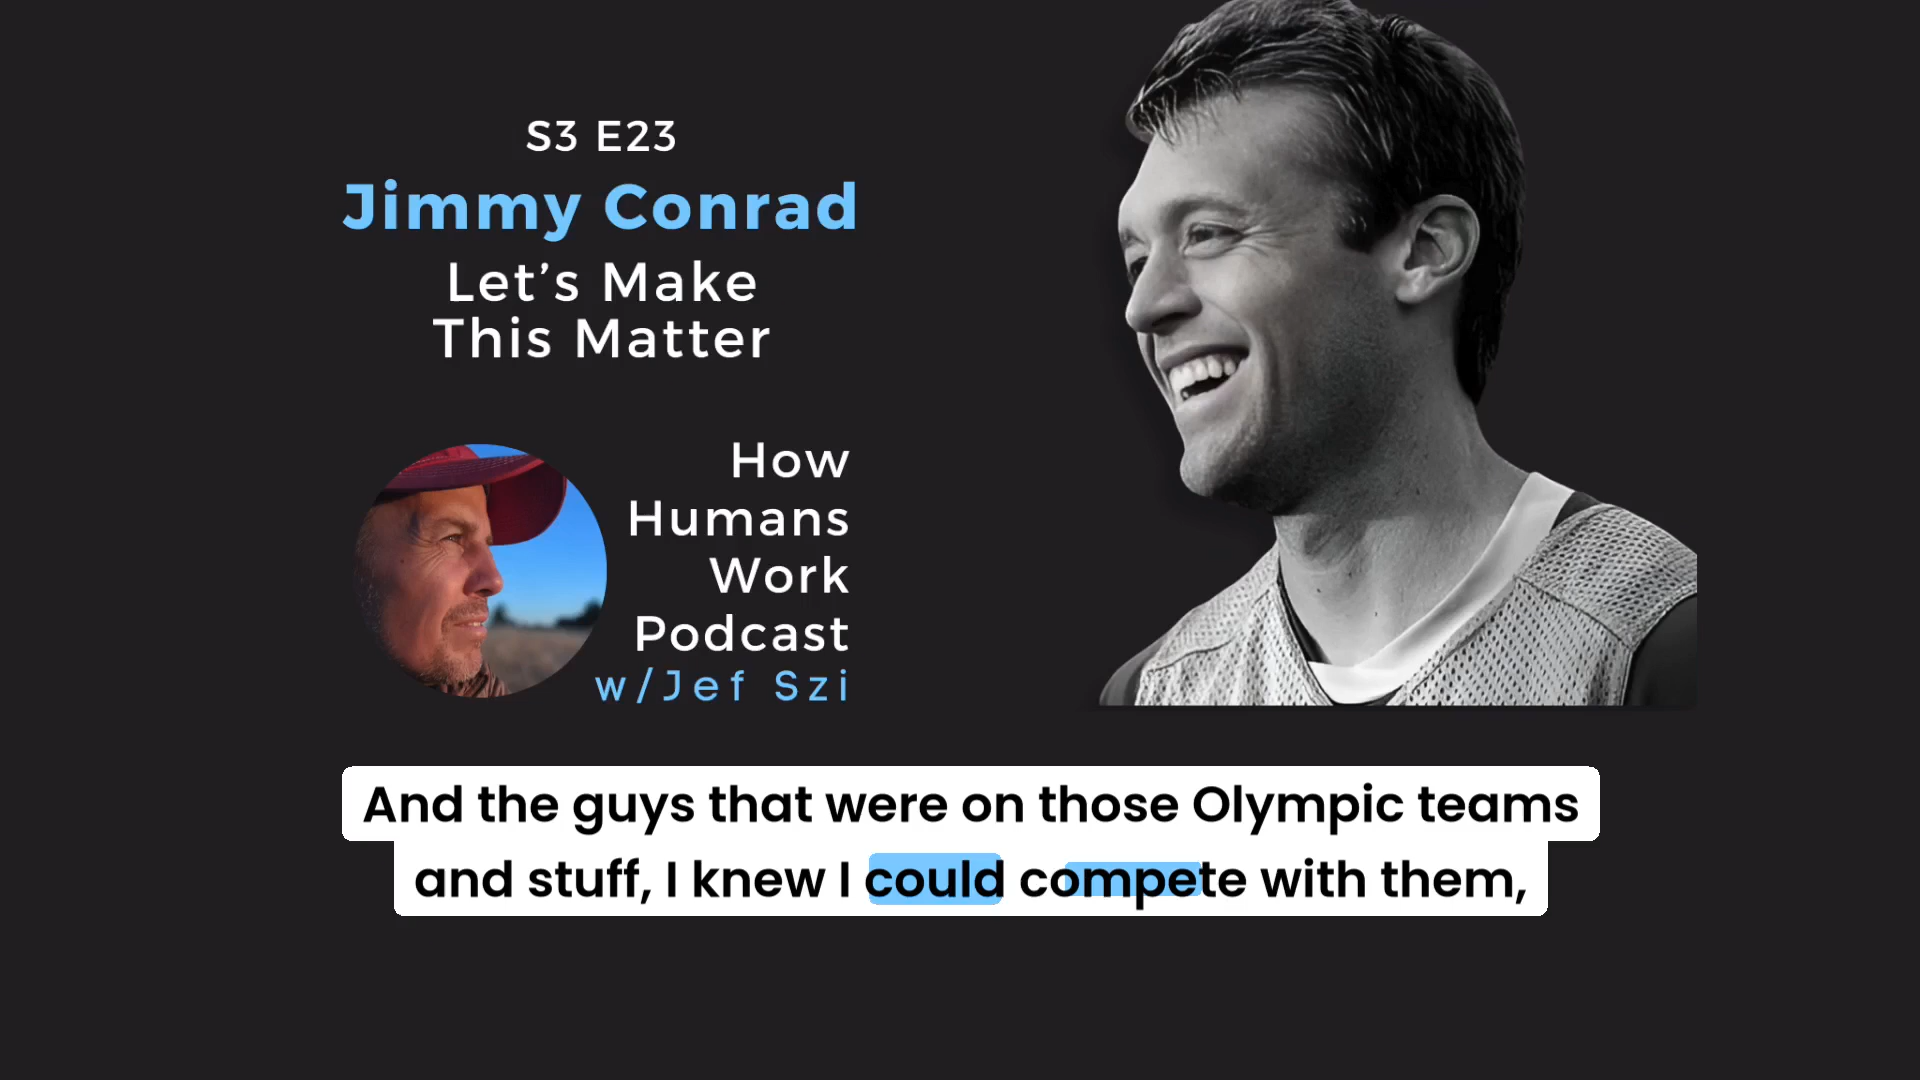 S3 E23
Jimmy Conrad
Let’s Make
This Matter
How
Humans
Work
Podcast
w/Jef Szi
And the guys that were on those Olympic teams
and stuff, I knew I could compete with them,